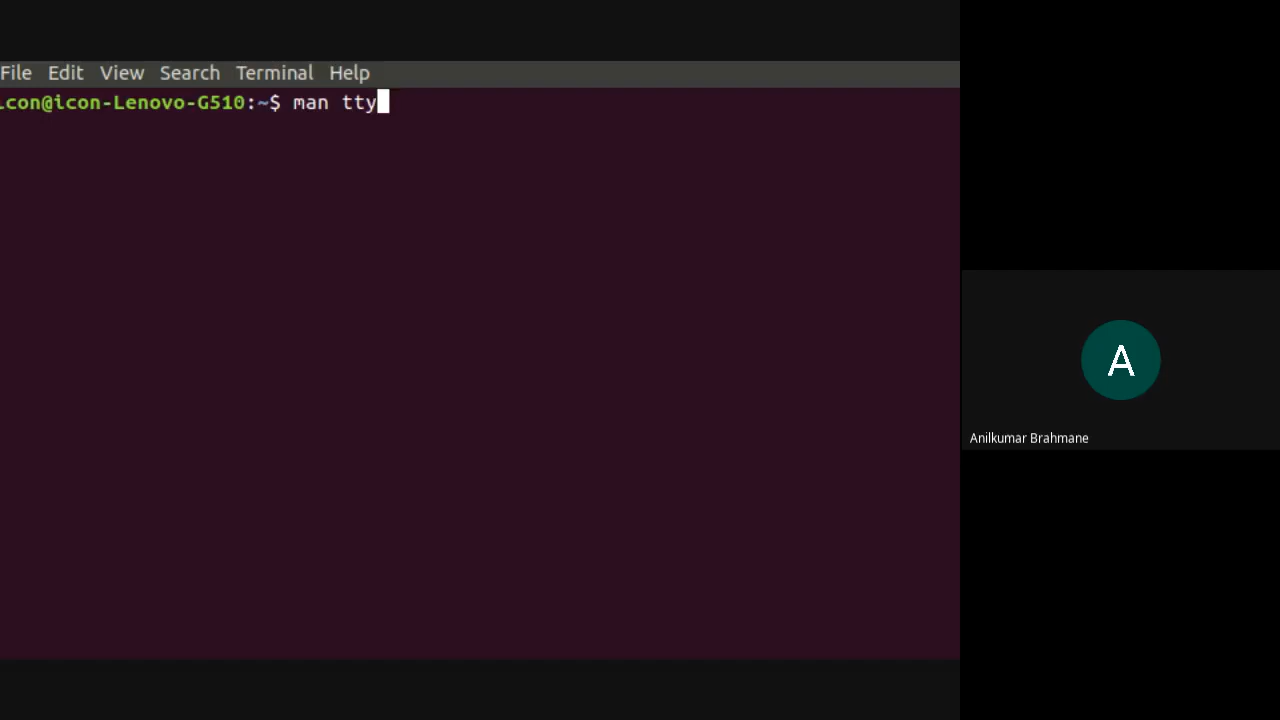 File Edit View Search Terminal Help
icon@icon-Lenovo-G510:~$ man tty
A
Anilkumar Brahmane